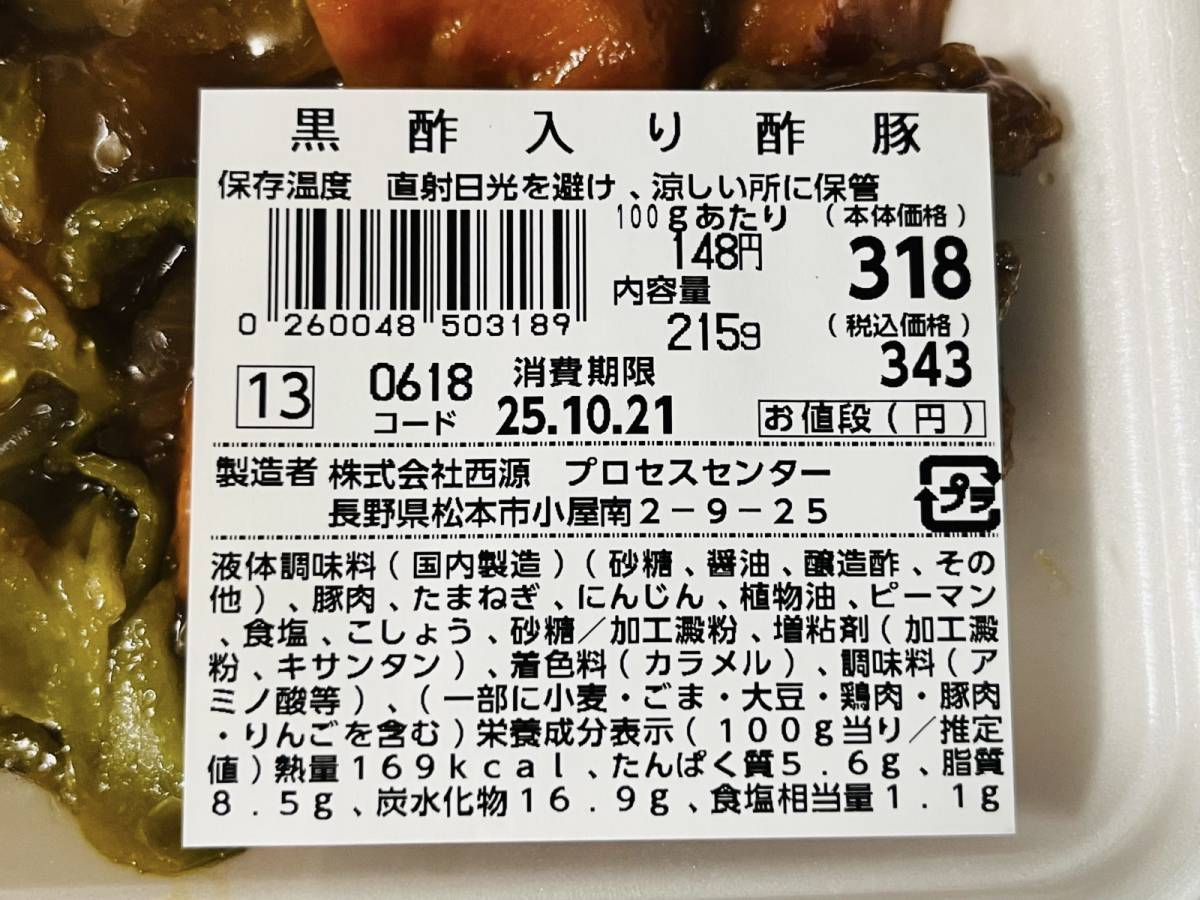 黒酢入り酢豚
保存温度 直射日光を避け、涼しい所に保管
100gあたり (本体価格)
148円 318
内容量
215g (税込価格)
343
0 260048 503189
13 0618 消費期限
コード 25.10.21 お値段(円)
製造者 株式会社西源 プロセスセンター
長野県松本市小屋南2-9-25
プラ
液体調味料(国内製造)(砂糖、醤油、醸造酢、その
他)、豚肉、たまねぎ、にんじん、植物油、ピーマン
、食塩、こしょう、砂糖/加工澱粉、増粘剤(加工澱
粉、キサンタン)、着色料(カラメル)、調味料(ア
ミノ酸等)、(一部に小麦・ごま・大豆・鶏肉・豚肉
・りんごを含む)栄養成分表示(100g当り/推定
値)熱量169kcal、たんぱく質5.6g、脂質
8.5g、炭水化物16.9g、食塩相当量1.1g